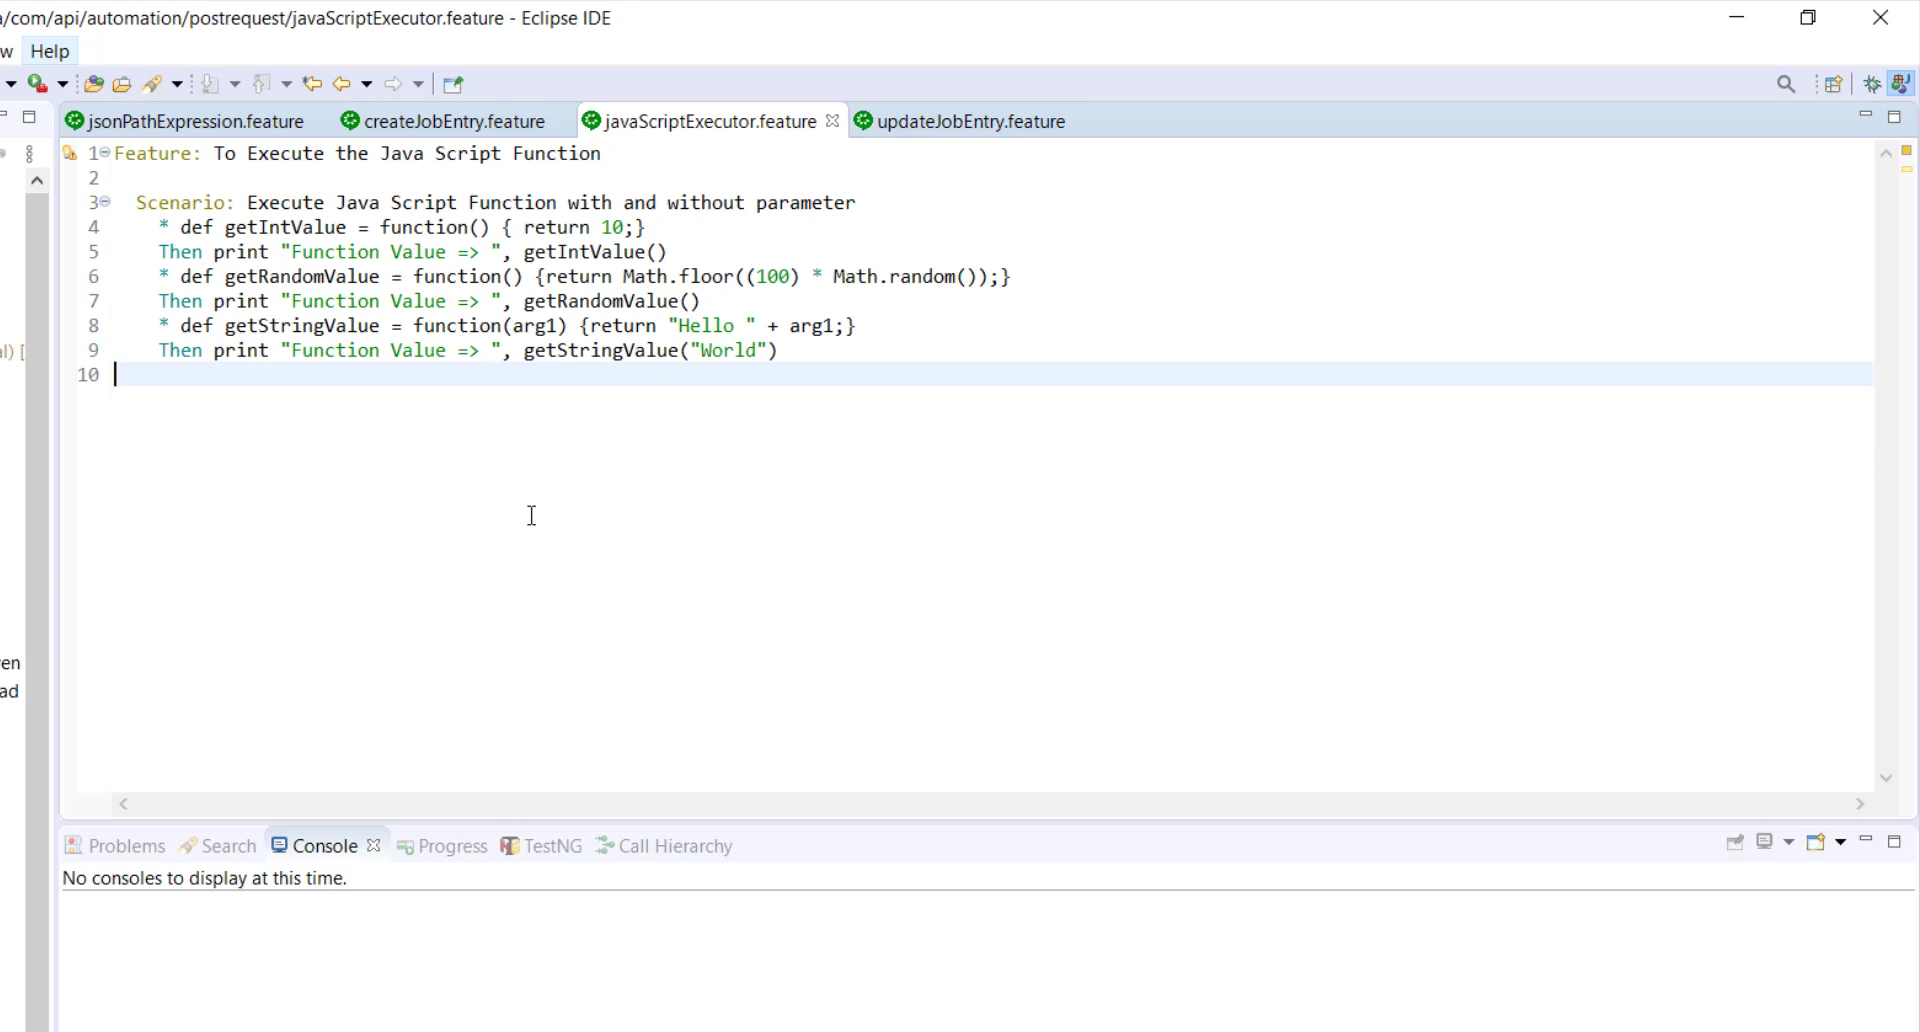 a/com/api/automation/postrequest/javaScriptExecutor.feature - Eclipse IDE
w Help
jsonPathExpression.feature createJobEntry.feature javaScriptExecutor.feature updateJobEntry.feature
1 Feature: To Execute the Java Script Function
2
3 Scenario: Execute Java Script Function with and without parameter
4 * def getIntValue = function() { return 10;}
5 Then print "Function Value => ", getIntValue()
6 * def getRandomValue = function() {return Math.floor((100) * Math.random());}
7 Then print "Function Value => ", getRandomValue()
8 * def getStringValue = function(arg1) {return "Hello " + arg1;}
9 Then print "Function Value => ", getStringValue("World")
10
al) [
ven
ad
Problems Search Console Progress TestNG Call Hierarchy
No consoles to display at this time.